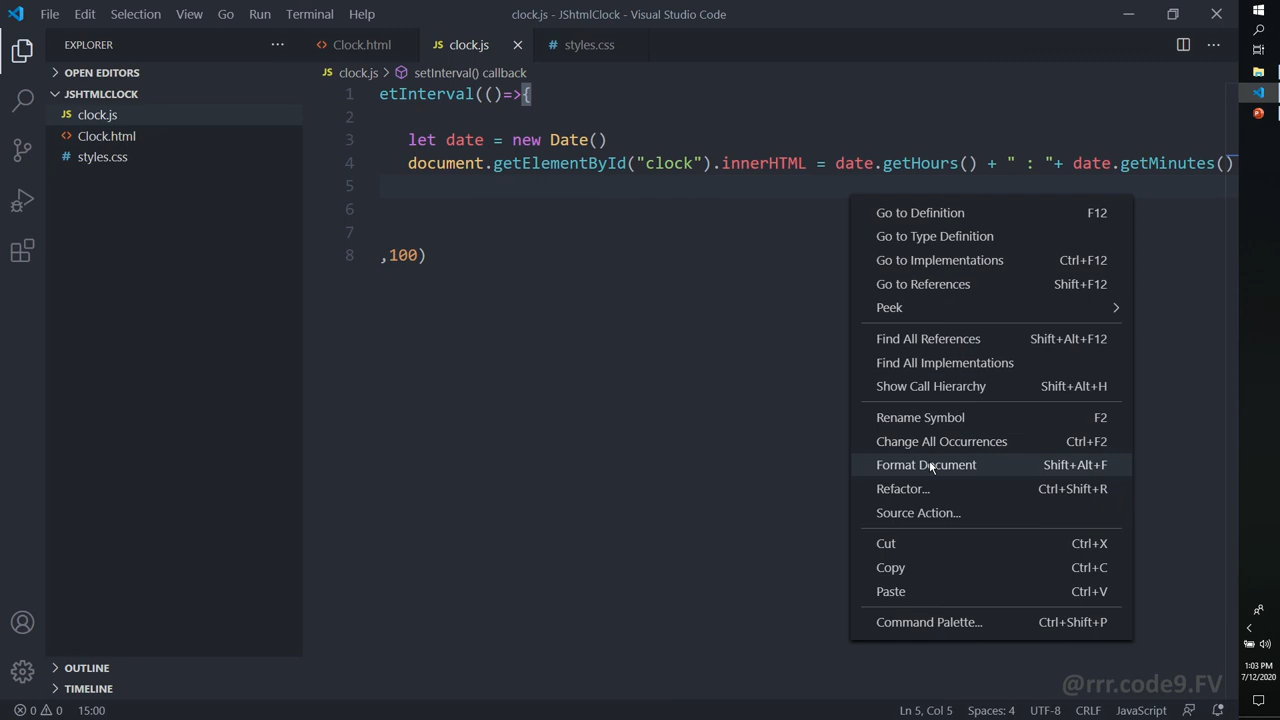 File Edit Selection View Go Run Terminal Help clock.js - JShtmlClock - Visual Studio Code
EXPLORER ···
<> Clock.html JS clock.js # styles.css ···
OPEN EDITORS
JS clock.js > setInterval() callback
JSHTMLCLOCK
1 etInterval(()=>{
JS clock.js
2
<> Clock.html
3 let date = new Date()
# styles.css
4 document.getElementById("clock").innerHTML = date.getHours() + " : "+ date.getMinutes()
5
6
7
8 ,100)
Go to Definition F12
Go to Type Definition
Go to Implementations Ctrl+F12
Go to References Shift+F12
Peek
Find All References Shift+Alt+F12
Find All Implementations
Show Call Hierarchy Shift+Alt+H
Rename Symbol F2
Change All Occurrences Ctrl+F2
Format Document Shift+Alt+F
Refactor... Ctrl+Shift+R
Source Action...
Cut Ctrl+X
Copy Ctrl+C
Paste Ctrl+V
Command Palette... Ctrl+Shift+P
OUTLINE
TIMELINE
@rrr.code9.FV
1:03 PM
7/12/2020
0 0 15:00 Ln 5, Col 5 Spaces: 4 UTF-8 CRLF JavaScript